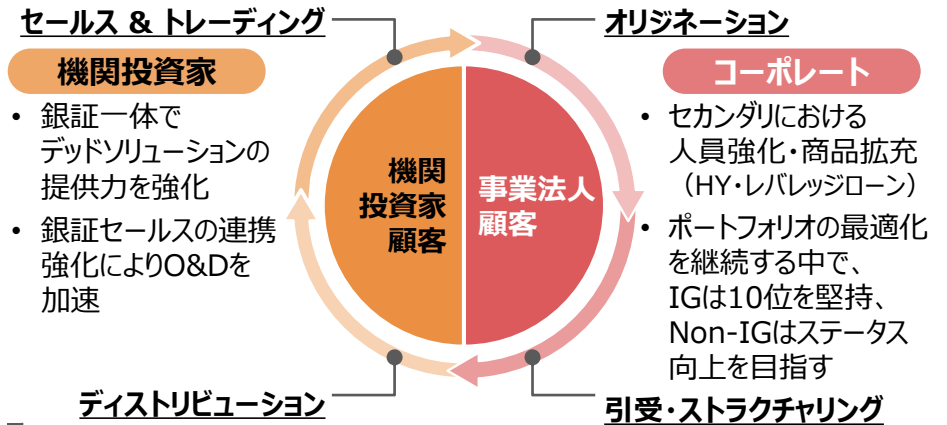 セールス & トレーディング
オリジネーション
機関投資家
• 銀証一体で
デッドソリューションの
提供力を強化
• 銀証セールスの連携
強化によりO&Dを
加速
機関
投資家
顧客
事業法人
顧客
コーポレート
• セカンダリにおける
人員強化・商品拡充
（HY・レバレッジローン）
• ポートフォリオの最適化
を継続する中で、
IGは10位を堅持、
Non-IGはステータス
向上を目指す
ディストリビューション
引受・ストラクチャリング